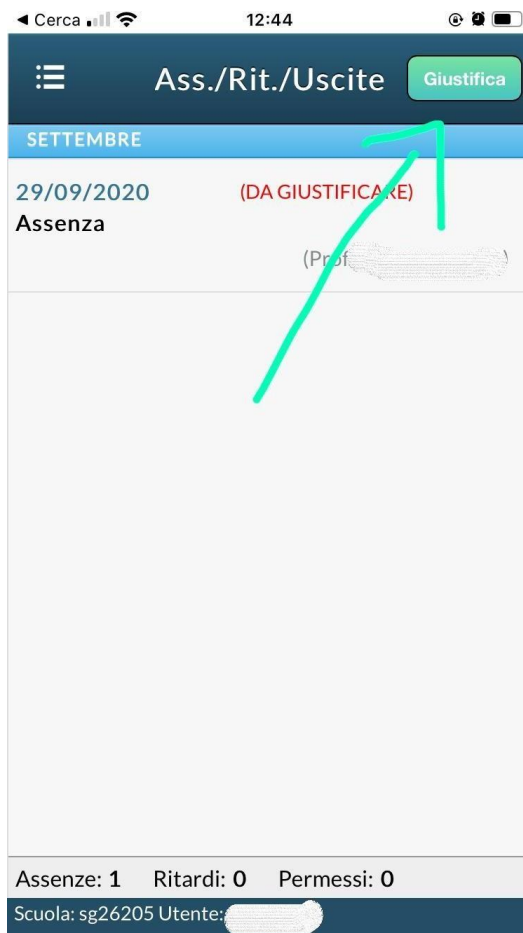 ◄ Cerca 12:44
Ass./Rit./Uscite Giustifica
SETTEMBRE
29/09/2020 (DA GIUSTIFICARE)
Assenza
(Prof. )
Assenze: 1 Ritardi: 0 Permessi: 0
Scuola: sg26205 Utente: